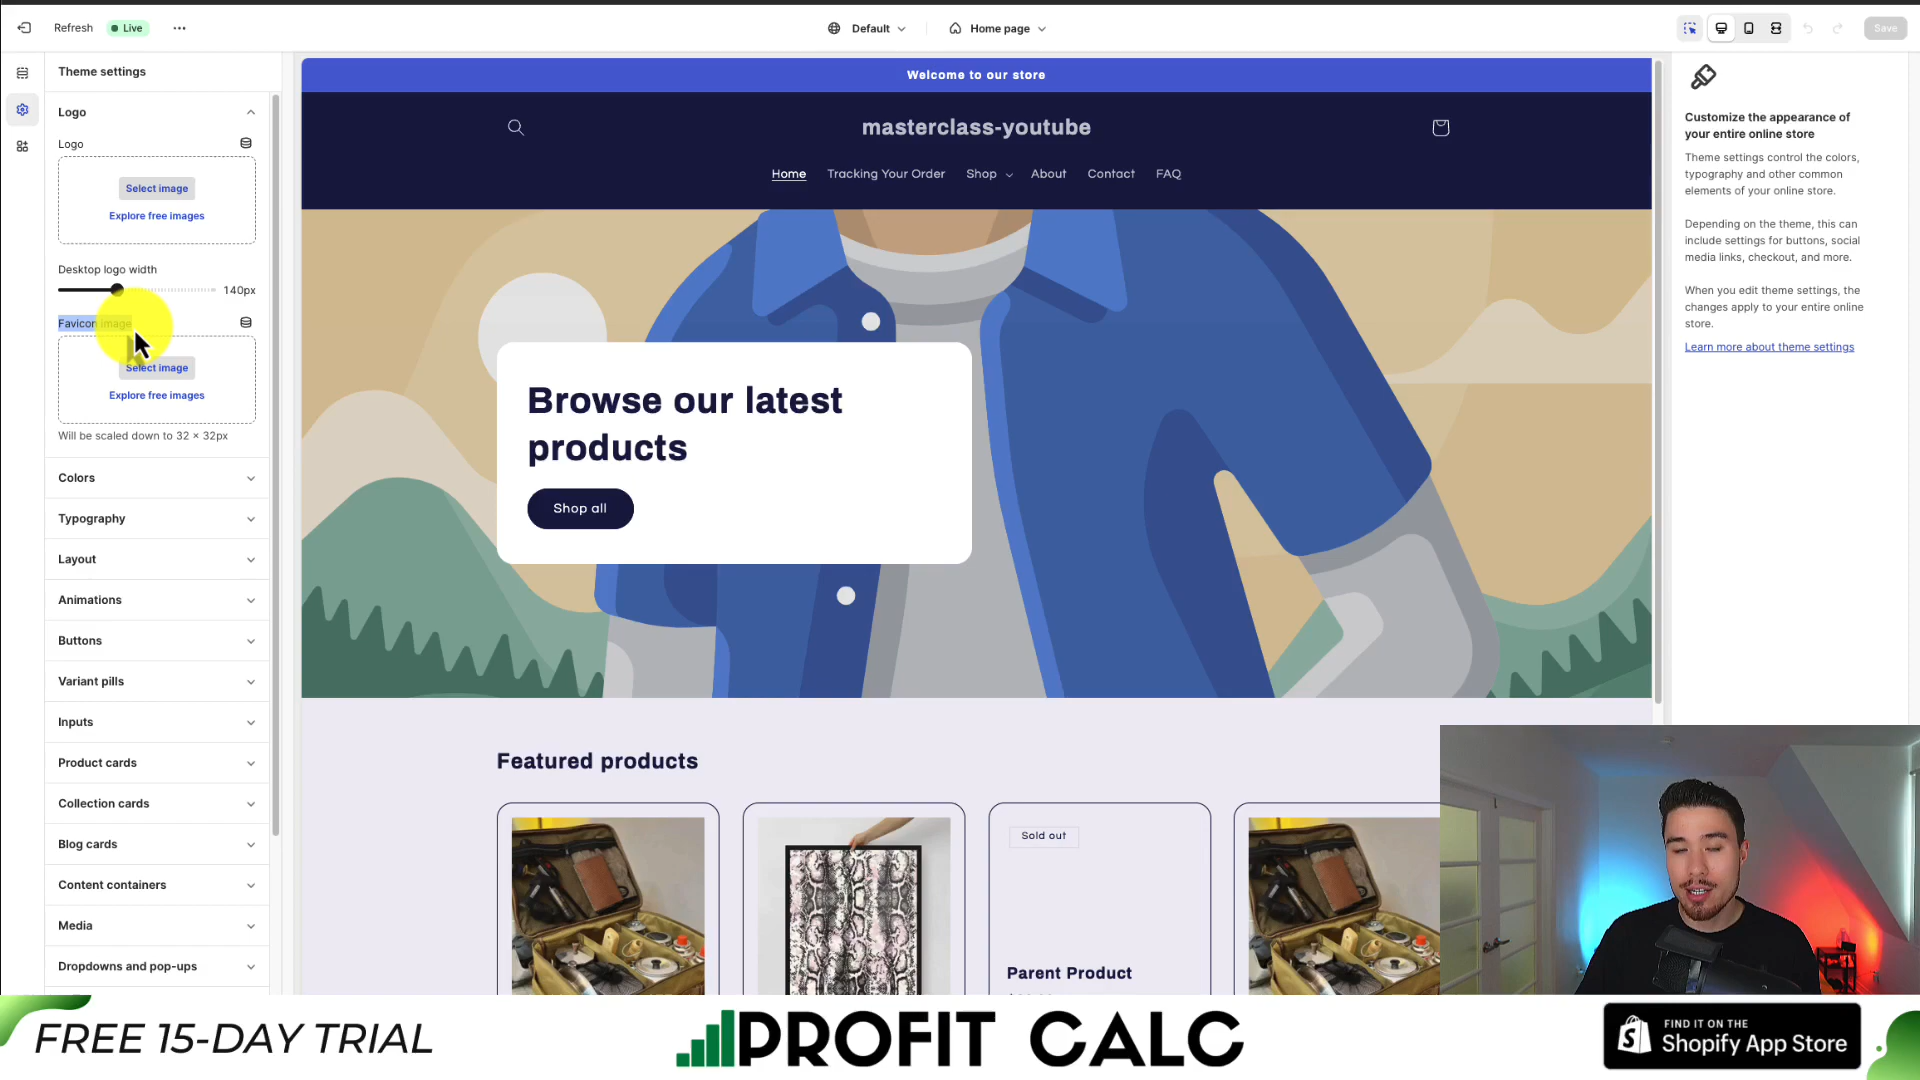 Refresh
Live
Default
Home page
Save
Theme settings
Logo
Logo
Select image
Explore free images
Desktop logo width
140px
Favicon image
Select image
Explore free images
Will be scaled down to 32 × 32px
Colors
Typography
Layout
Animations
Buttons
Variant pills
Inputs
Product cards
Collection cards
Blog cards
Content containers
Media
Dropdowns and pop-ups
Welcome to our store
masterclass-youtube
Home Tracking Your Order Shop About Contact FAQ
Browse our latest
products
Shop all
Featured products
Sold out
Parent Product
Customize the appearance of
your entire online store
Theme settings control the colors,
typography and other common
elements of your online store.
Depending on the theme, this can
include settings for buttons, social
media links, checkout, and more.
When you edit theme settings, the
changes apply to your entire online
store.
Learn more about theme settings
FREE 15-DAY TRIAL
PROFIT CALC
FIND IT ON THE
Shopify App Store